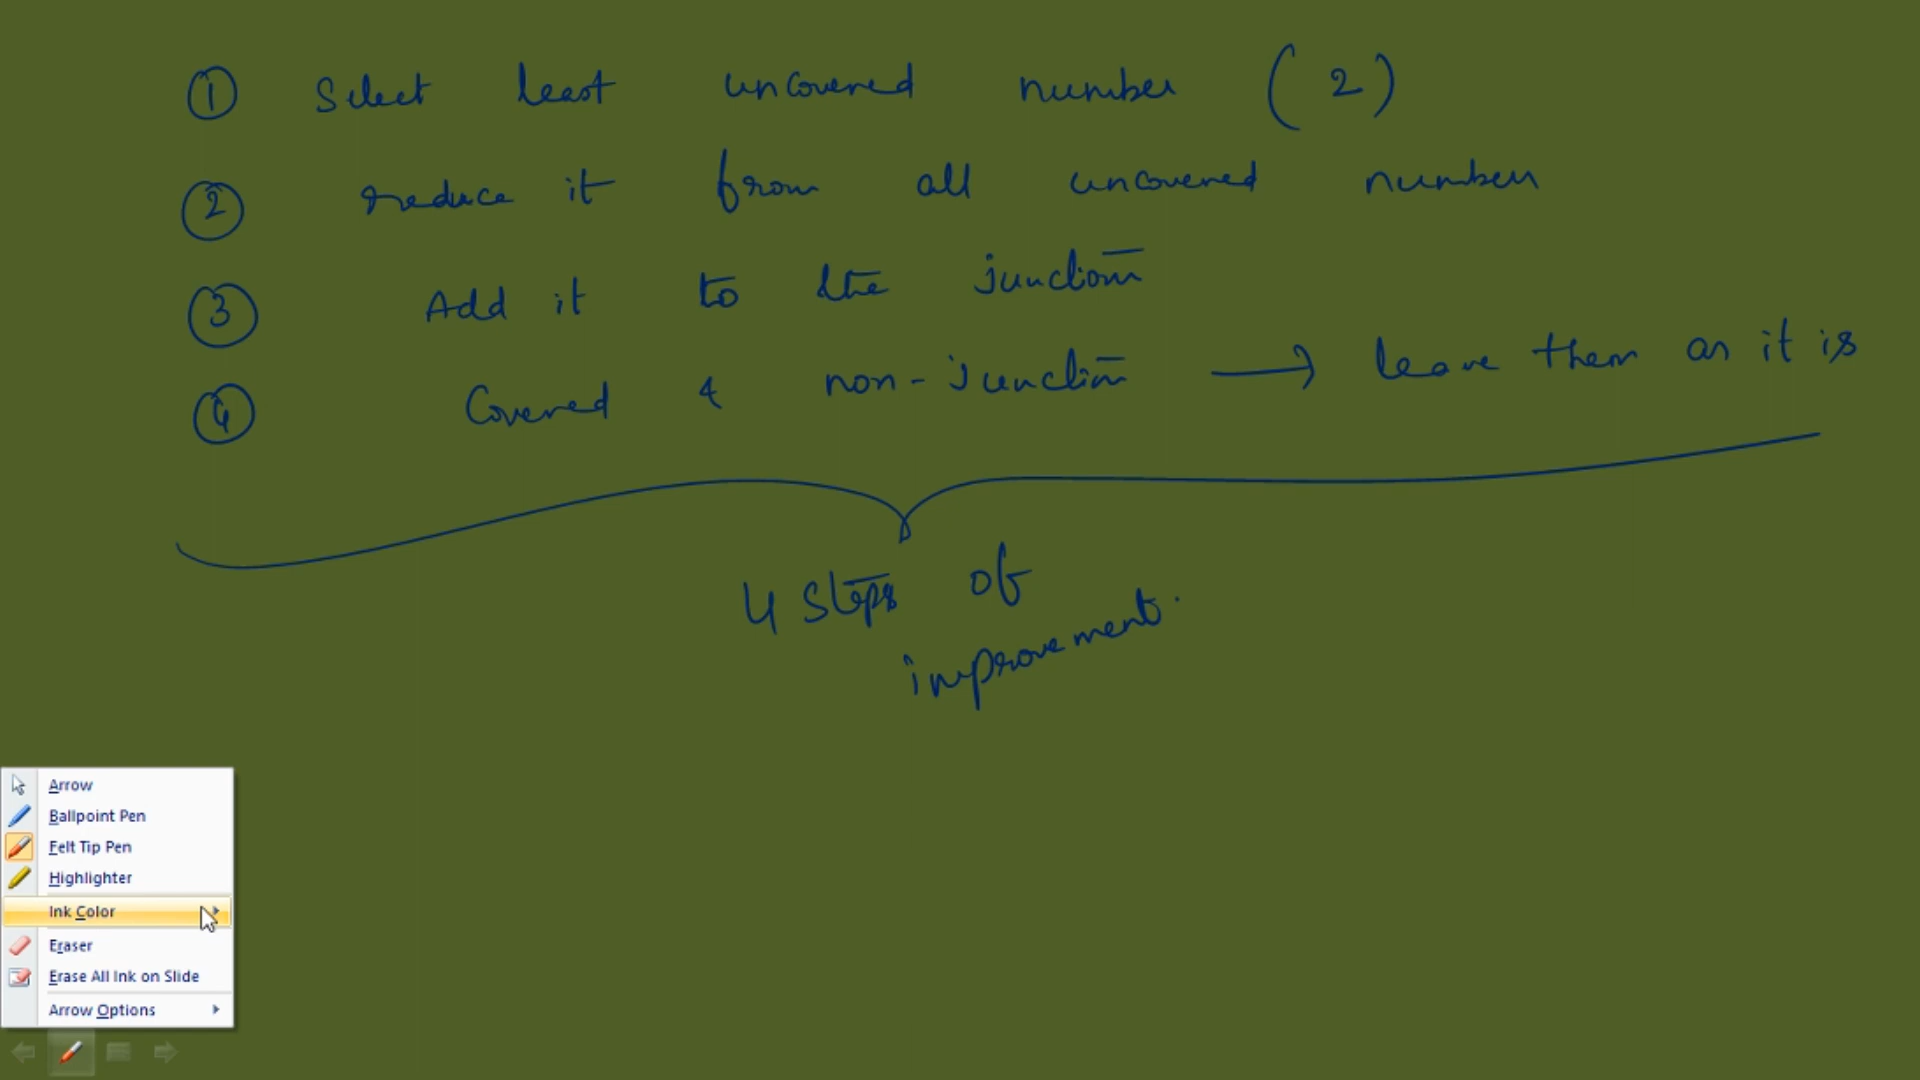 ① Select least uncovered number (2)
② reduce it from all uncovered number
③ Add it to the junction
④ Covered & non-junction → leave them as it is
4 steps of
improvement.
Arrow
Ballpoint Pen
Felt Tip Pen
Highlighter
Ink Color
Eraser
Erase All Ink on Slide
Arrow Options